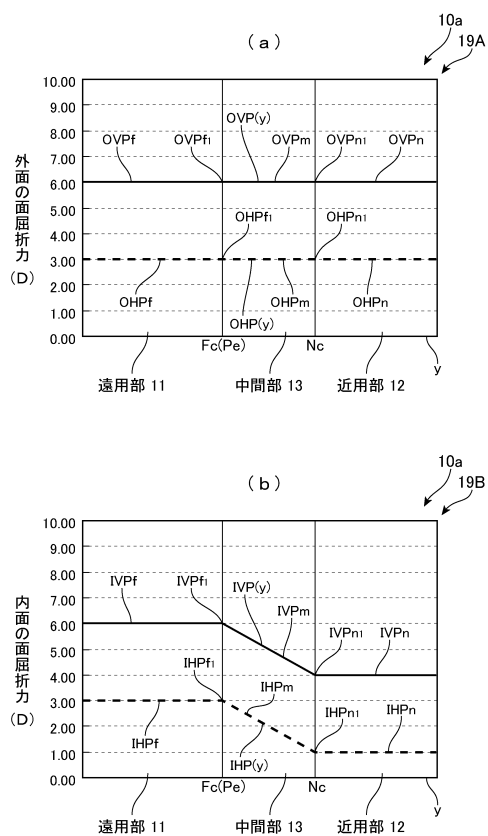 10a
19A
(a)
外面の面屈折力(D)
10.00
9.00
8.00
7.00
6.00
5.00
4.00
3.00
2.00
1.00
0.00
OVP(y)
OVPf OVPf1 OVPm OVPn1 OVPn
OHPf1 OHPn1
OHPf OHPm OHPn
OHP(y)
Fc(Pe) Nc y
遠用部 11 中間部 13 近用部 12
10a
19B
(b)
内面の面屈折力(D)
10.00
9.00
8.00
7.00
6.00
5.00
4.00
3.00
2.00
1.00
0.00
IVPf IVPf1 IVP(y)
IVPm
IVPn1 IVPn
IHPf1 IHPm
IHPn1 IHPn
IHPf IHP(y)
Fc(Pe) Nc y
遠用部 11 中間部 13 近用部 12